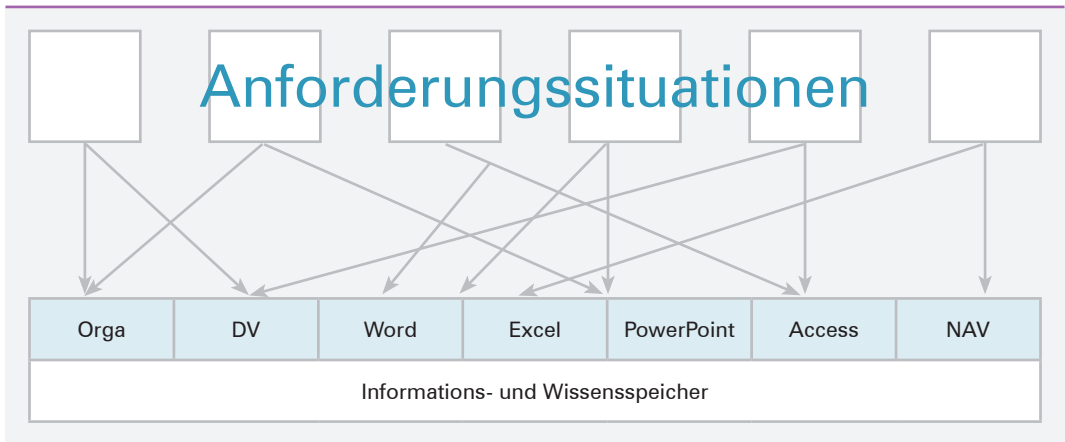 Anforderungssituationen
Orga DV Word Excel PowerPoint Access NAV
Informations- und Wissensspeicher